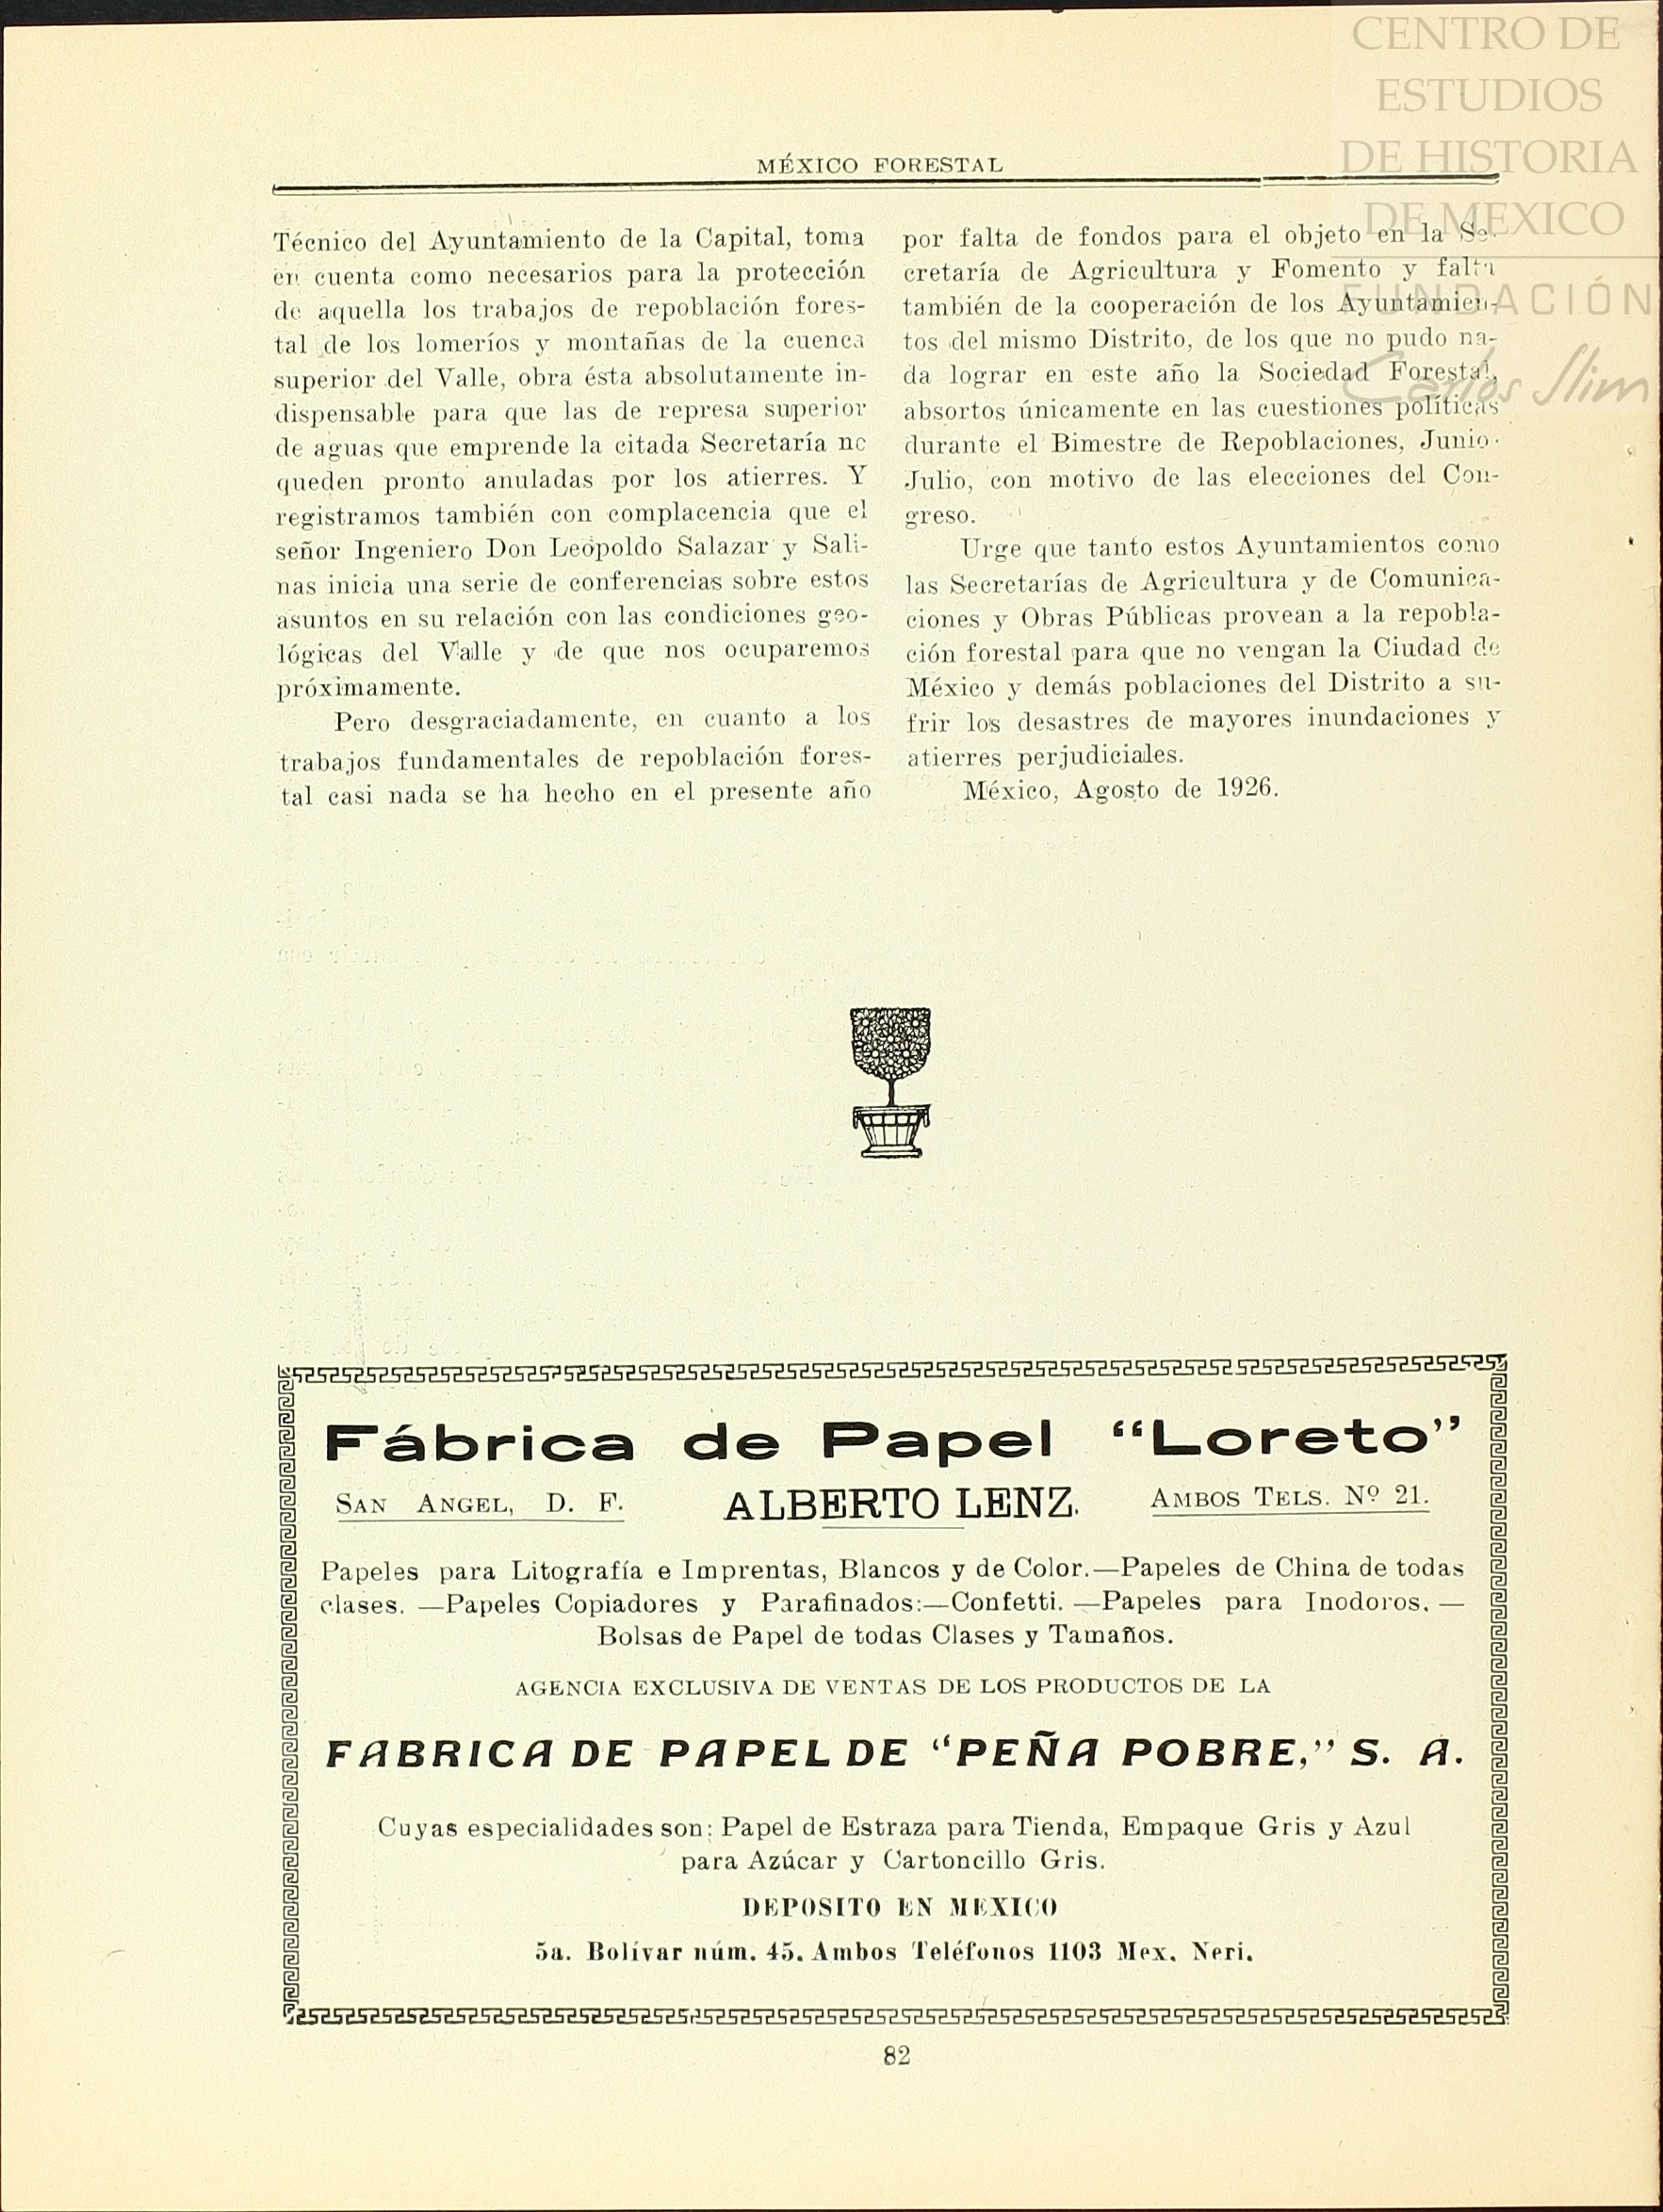 CENTRO DE
ESTUDIOS
DE HISTORIA
DE MEXICO
FUNDACIÓN
Carlos Slim
MÉXICO FORESTAL
Técnico del Ayuntamiento de la Capital, toma
en cuenta como necesarios para la protección
de aquella los trabajos de repoblación fores-
tal de los lomeríos y montañas de la cuenca
superior del Valle, obra ésta absolutamente in-
dispensable para que las de represa superior
de aguas que emprende la citada Secretaría no
queden pronto anuladas por los atierres. Y
registramos también con complacencia que el
señor Ingeniero Don Leopoldo Salazar y Sali-
nas inicia una serie de conferencias sobre estos
asuntos en su relación con las condiciones geo-
lógicas del Valle y de que nos ocuparemos
próximamente.
Pero desgraciadamente, en cuanto a los
trabajos fundamentales de repoblación fores-
tal casi nada se ha hecho en el presente año
por falta de fondos para el objeto en la Se-
cretaría de Agricultura y Fomento y falta
también de la cooperación de los Ayuntamien-
tos del mismo Distrito, de los que no pudo na-
da lograr en este año la Sociedad Forestal,
absortos únicamente en las cuestiones políticas
durante el Bimestre de Repoblaciones, Junio-
Julio, con motivo de las elecciones del Con-
greso.
Urge que tanto estos Ayuntamientos como
las Secretarías de Agricultura y de Comunica-
ciones y Obras Públicas provean a la repobla-
ción forestal para que no vengan la Ciudad de
México y demás poblaciones del Distrito a su-
frir los desastres de mayores inundaciones y
atierres perjudiciales.
México, Agosto de 1926.
Fábrica de Papel “Loreto”
SAN ANGEL, D. F. ALBERTO LENZ. AMBOS TELS. Nº 21.
Papeles para Litografía e Imprentas, Blancos y de Color.—Papeles de China de todas
clases. —Papeles Copiadores y Parafinados:—Confetti. —Papeles para Inodoros. —
Bolsas de Papel de todas Clases y Tamaños.
AGENCIA EXCLUSIVA DE VENTAS DE LOS PRODUCTOS DE LA
FABRICA DE PAPEL DE “PEÑA POBRE,” S. A.
Cuyas especialidades son: Papel de Estraza para Tienda, Empaque Gris y Azul
para Azúcar y Cartoncillo Gris.
DEPOSITO EN MEXICO
5a. Bolívar núm. 45. Ambos Teléfonos 1103 Mex. Neri.
82